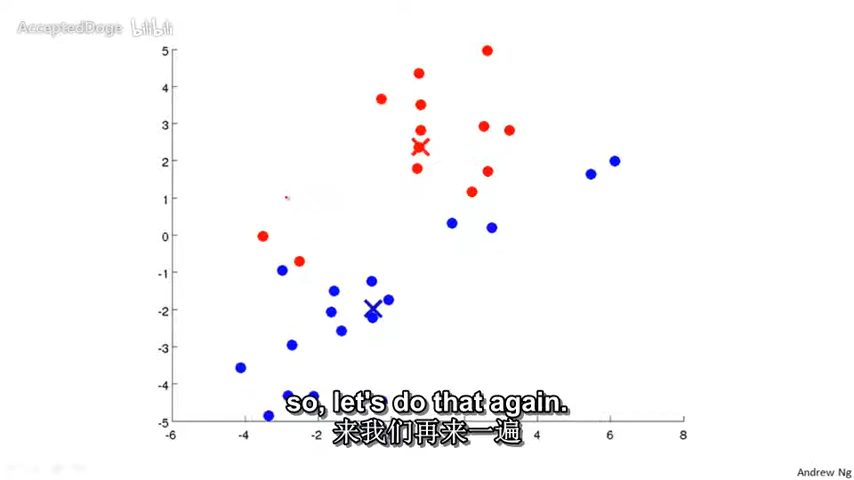 AcceptedDoge bilibili
5
4
3
2
1
0
-1
-2
-3
-4
-5
-6 -2 4 6 8
so, let's do that again.
来我们再来一遍
Andrew Ng